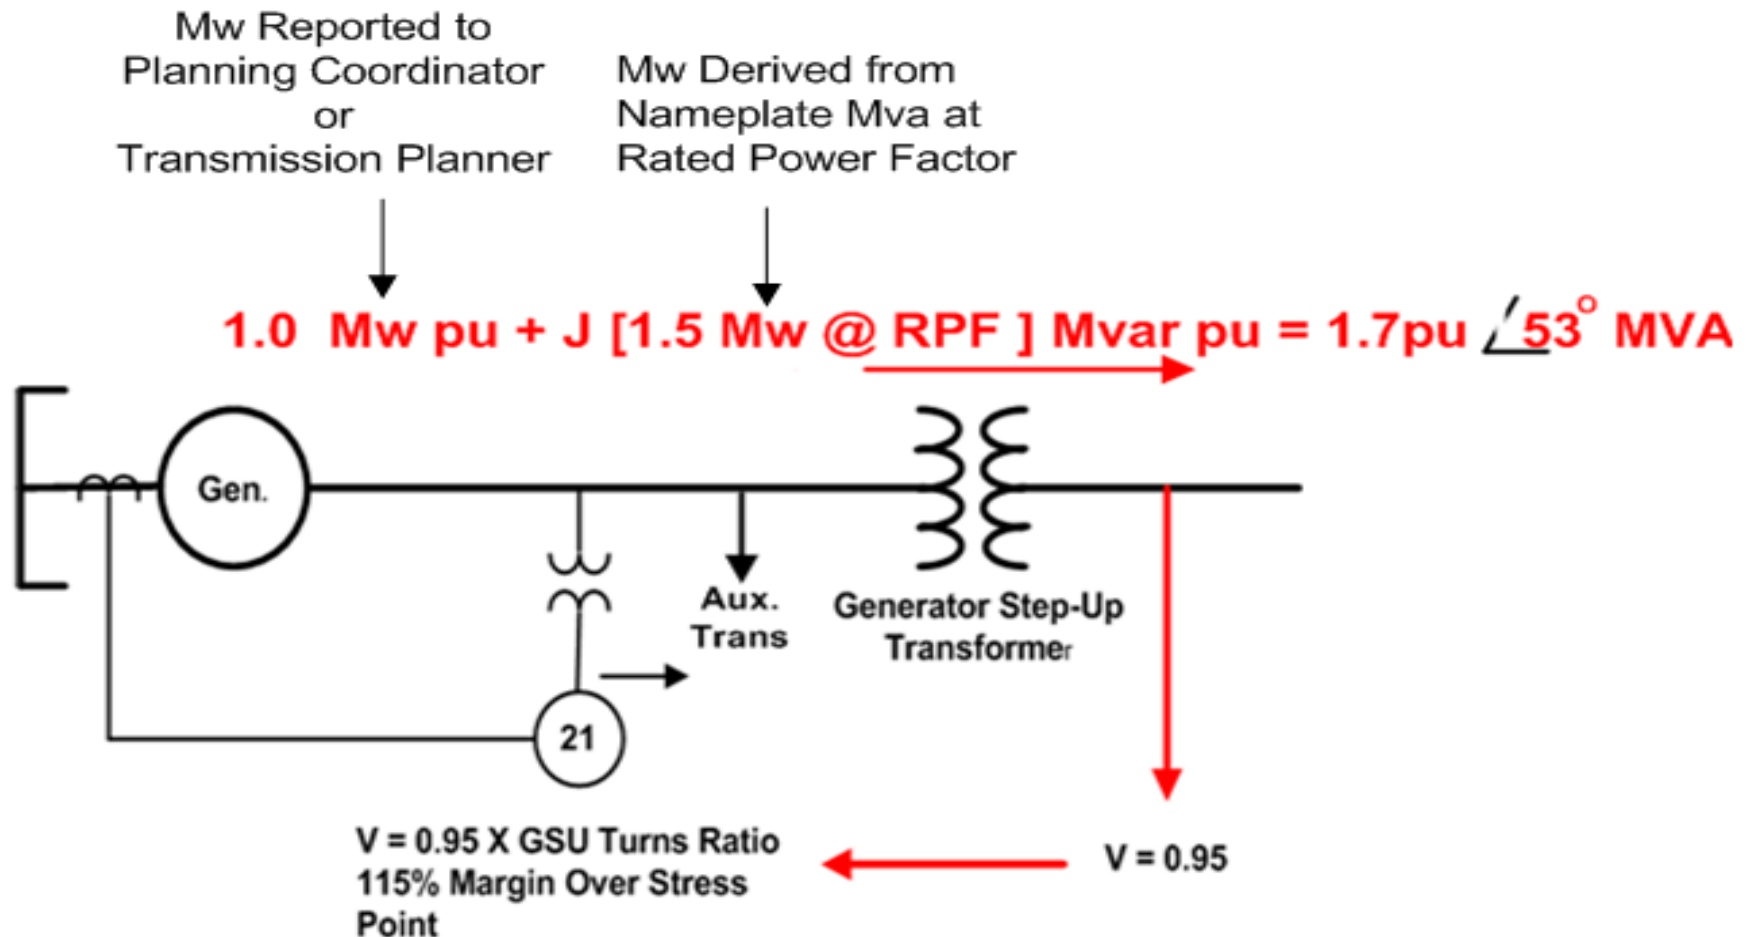 Mw Reported to
Planning Coordinator
or
Transmission Planner
Mw Derived from
Nameplate Mva at
Rated Power Factor
1.0 Mw pu + J [1.5 Mw @ RPF ] Mvar pu = 1.7pu ∠53° MVA
Gen.
Aux.
Trans
Generator Step-Up
Transformer
21
V = 0.95 X GSU Turns Ratio
115% Margin Over Stress
Point
V = 0.95